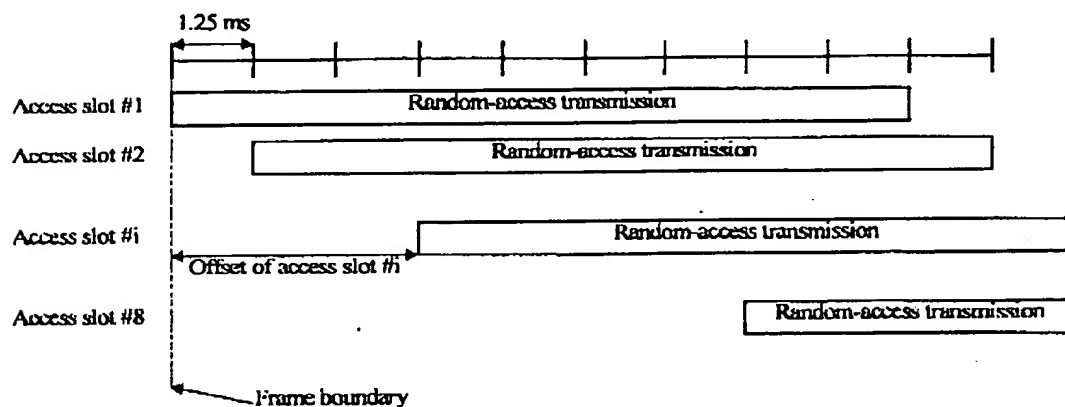 1.25 ms
Access slot #1
Random-access transmission
Access slot #2
Random-access transmission
Access slot #i
Random-access transmission
Offset of access slot #i
Access slot #8
Random-access transmission
Frame boundary